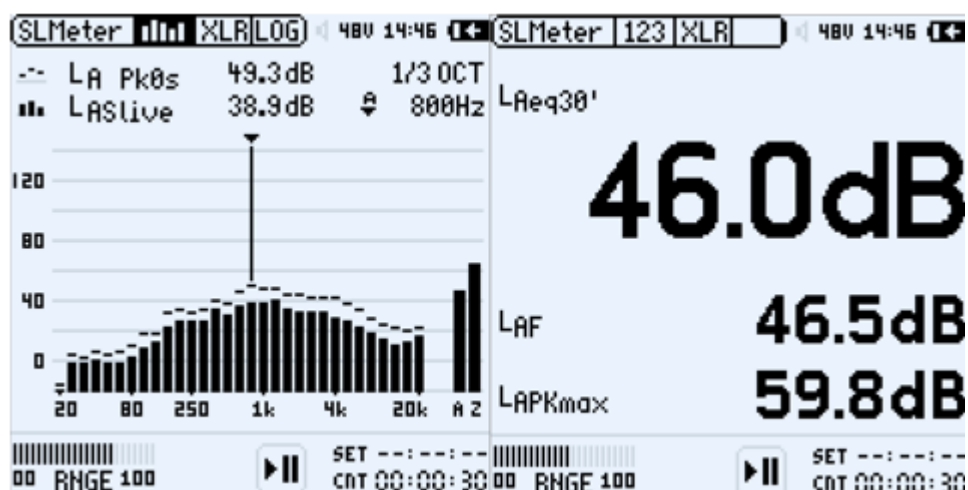 SLMeter XLR LOG 48V 14:46
LA Pk0s 49.3dB 1/3 OCT
LASlive 38.9dB A 800Hz
120
80
40
0
20 80 250 1k 4k 20k A Z
SET --:--:--
00 RNGE 100 CNT 00:00:30
SLMeter 123 XLR 48V 14:46
LAeq30'
46.0dB
LAF 46.5dB
LAPKmax 59.8dB
SET --:--:--
00 RNGE 100 CNT 00:00:30